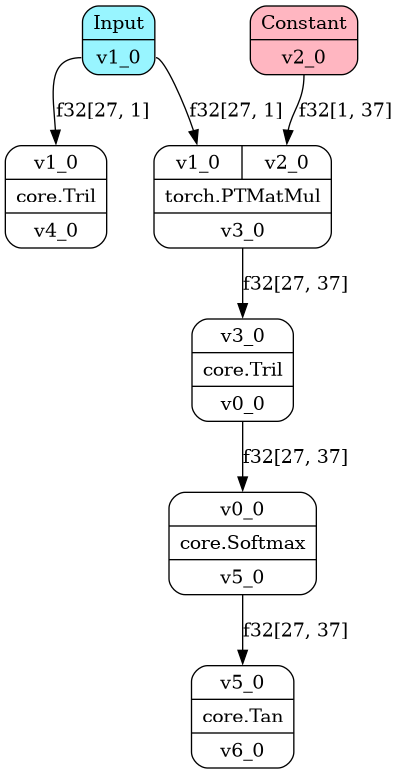 Input
v1_0
Constant
v2_0
f32[27, 1]
f32[27, 1]
f32[1, 37]
v1_0
core.Tril
v4_0
v1_0 v2_0
torch.PTMatMul
v3_0
f32[27, 37]
v3_0
core.Tril
v0_0
f32[27, 37]
v0_0
core.Softmax
v5_0
f32[27, 37]
v5_0
core.Tan
v6_0